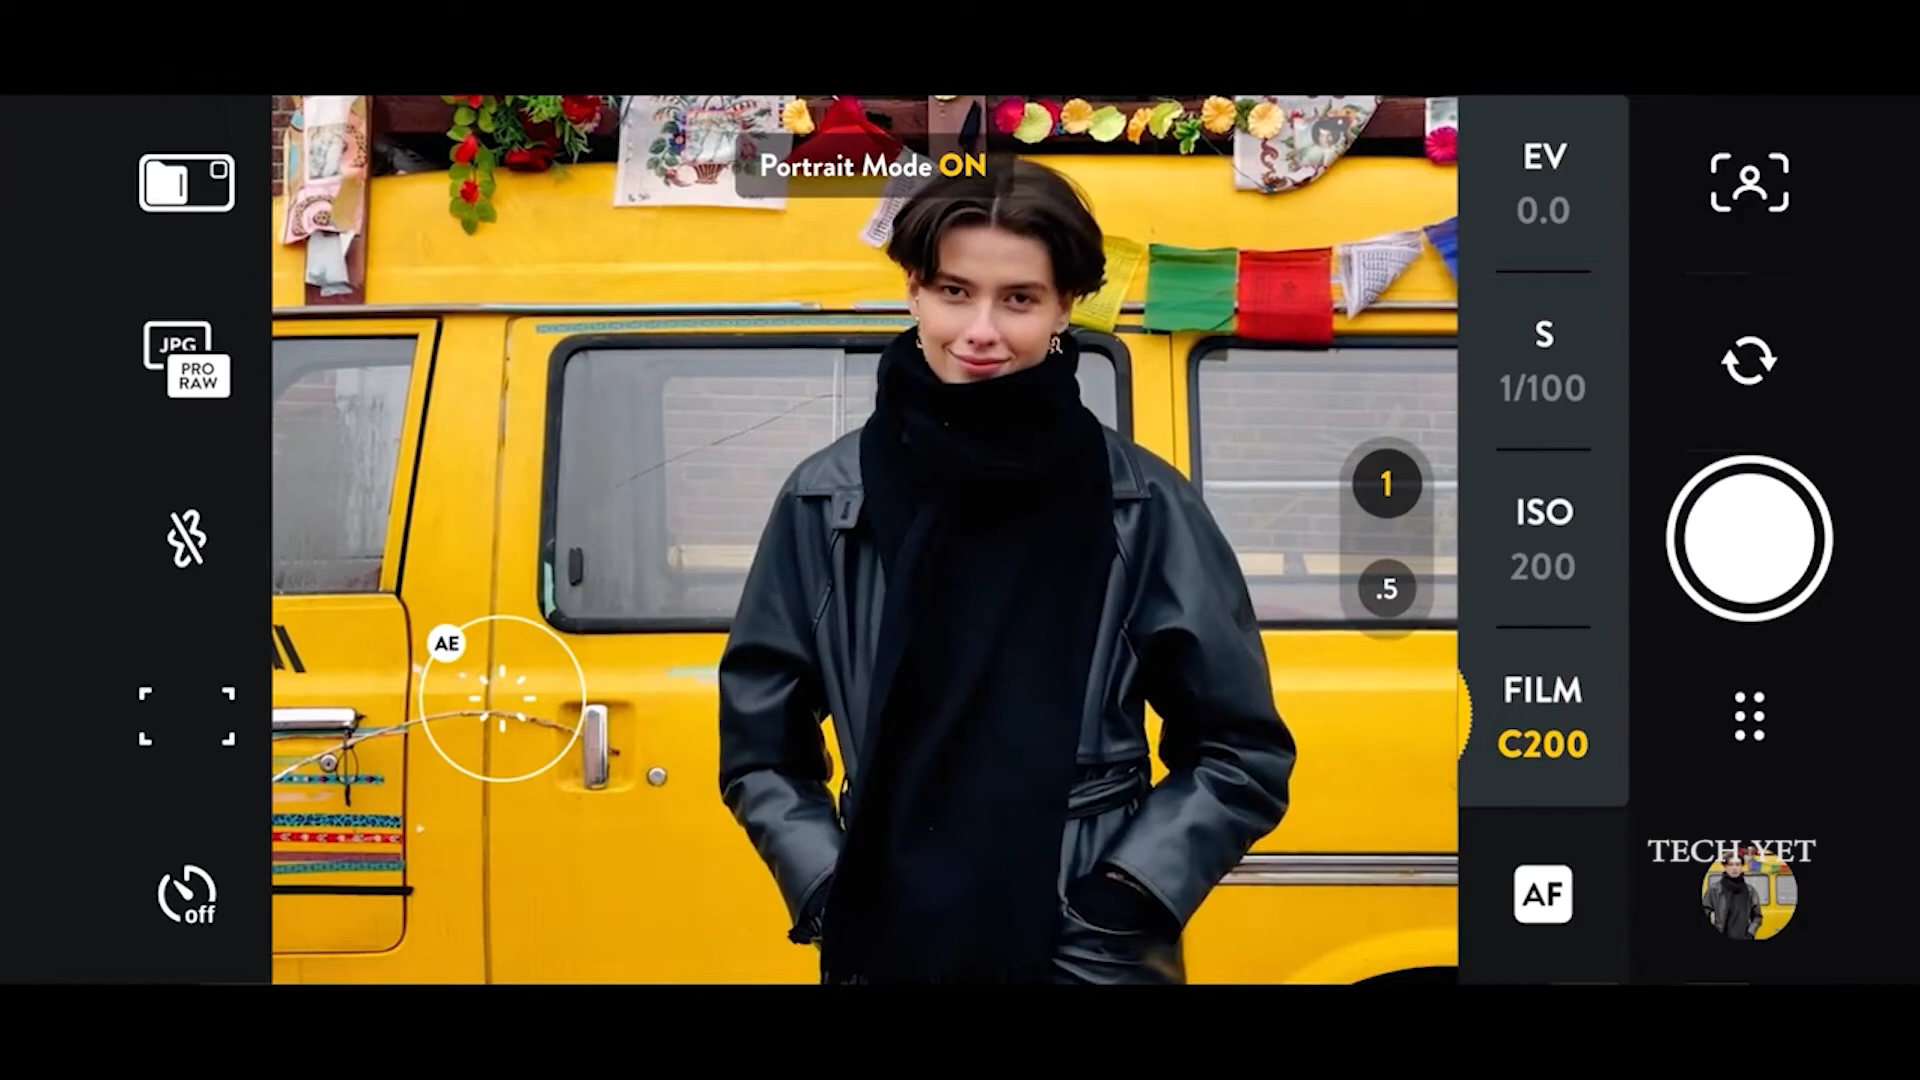 Portrait Mode ON
JPG
PRO
RAW
AE
off
1
.5
EV
0.0
S
1/100
ISO
200
FILM
C200
AF
TECH YET